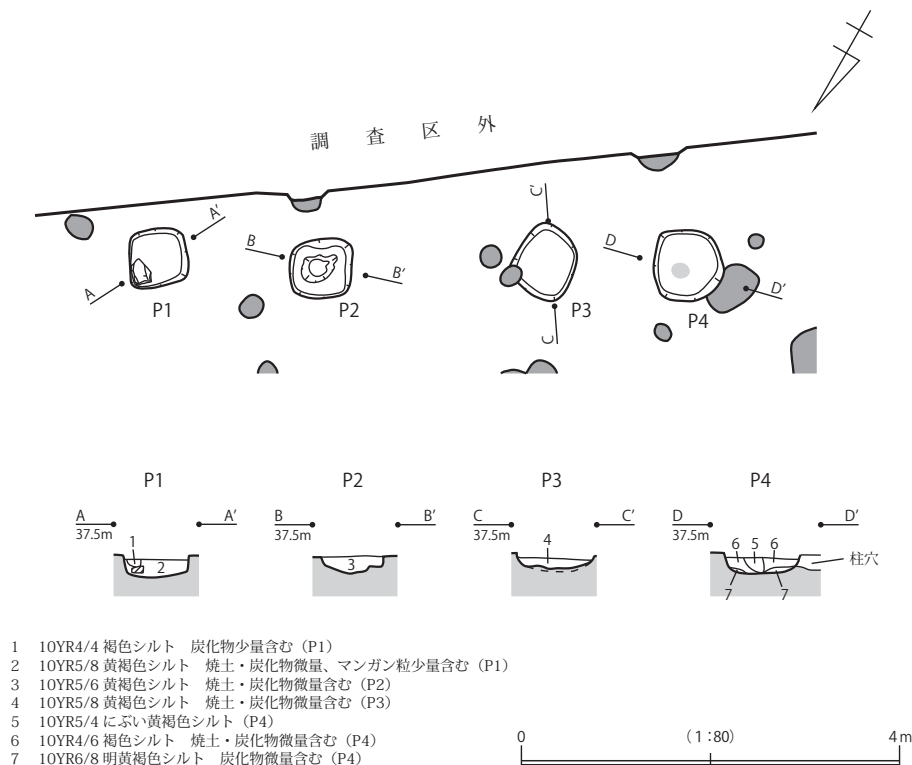 調査区外
A'
B
C'
D
A
P1
B'
P2
C
P3
D'
P4
P1 P2 P3 P4
A A' B B' C C' D D'
37.5m 37.5m 37.5m 37.5m
1 4 6 5 6
2 3 柱穴
7 7
1 10YR4/4 褐色シルト 炭化物少量含む（P1）
2 10YR5/8 黄褐色シルト 焼土・炭化物微量、マンガン粒少量含む（P1）
3 10YR5/6 黄褐色シルト 焼土・炭化物微量含む（P2）
4 10YR5/8 黄褐色シルト 焼土・炭化物微量含む（P3）
5 10YR5/4 にぶい黄褐色シルト（P4）
6 10YR4/6 褐色シルト 焼土・炭化物微量含む（P4）
7 10YR6/8 明黄褐色シルト 炭化物微量含む（P4）
0 （1:80） 4m